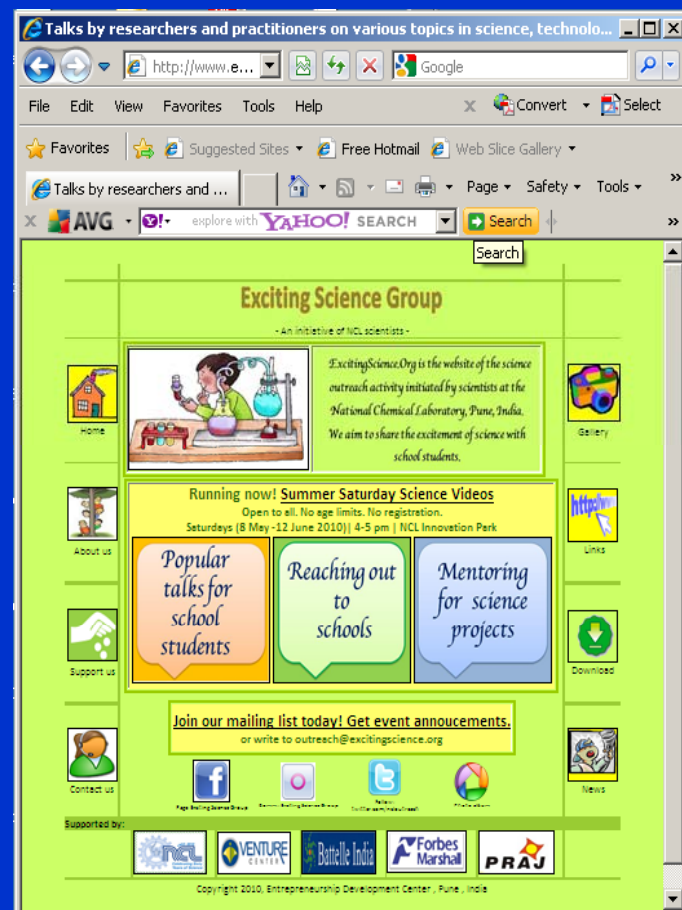 Talks by researchers and practitioners on various topics in science, technolo...
http://www.e...
Google
File Edit View Favorites Tools Help
x Convert Select
Favorites Suggested Sites Free Hotmail Web Slice Gallery
Talks by researchers and ...
Page Safety Tools »
x AVG Y! explore with YAHOO! SEARCH Search »
Search
Exciting Science Group
- An initiative of NCL scientists -
ExcitingScience.Org is the website of the science
outreach activity initiated by scientists at the
National Chemical Laboratory, Pune, India.
We aim to share the excitement of science with
school students.
Home
Gallery
Running now! Summer Saturday Science Videos
Open to all. No age limits. No registration.
Saturdays (8 May -12 June 2010)| 4-5 pm | NCL Innovation Park
http://www
About us
Links
Popular
talks for
school
students
Reaching out
to
schools
Mentoring
for science
projects
Support us
Download
Join our mailing list today! Get event annoucements.
or write to outreach@excitingscience.org
Contact us
News
Page Exciting Science Group
Supported by:
ncl
VENTURE
CENTER
Battelle India
Forbes
Marshall
PRAJ
Copyright 2010, Entrepreneurship Development Center , Pune , India